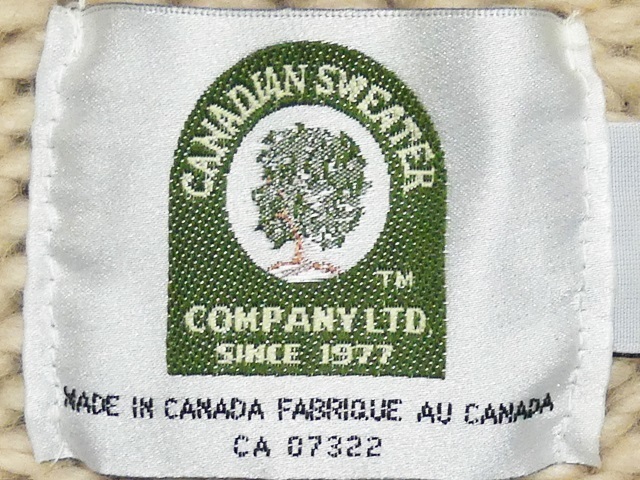 CANADIAN SWEATER
TM
COMPANY LTD
SINCE 1977
MADE IN CANADA FABRIQUE AU CANADA
CA 07322